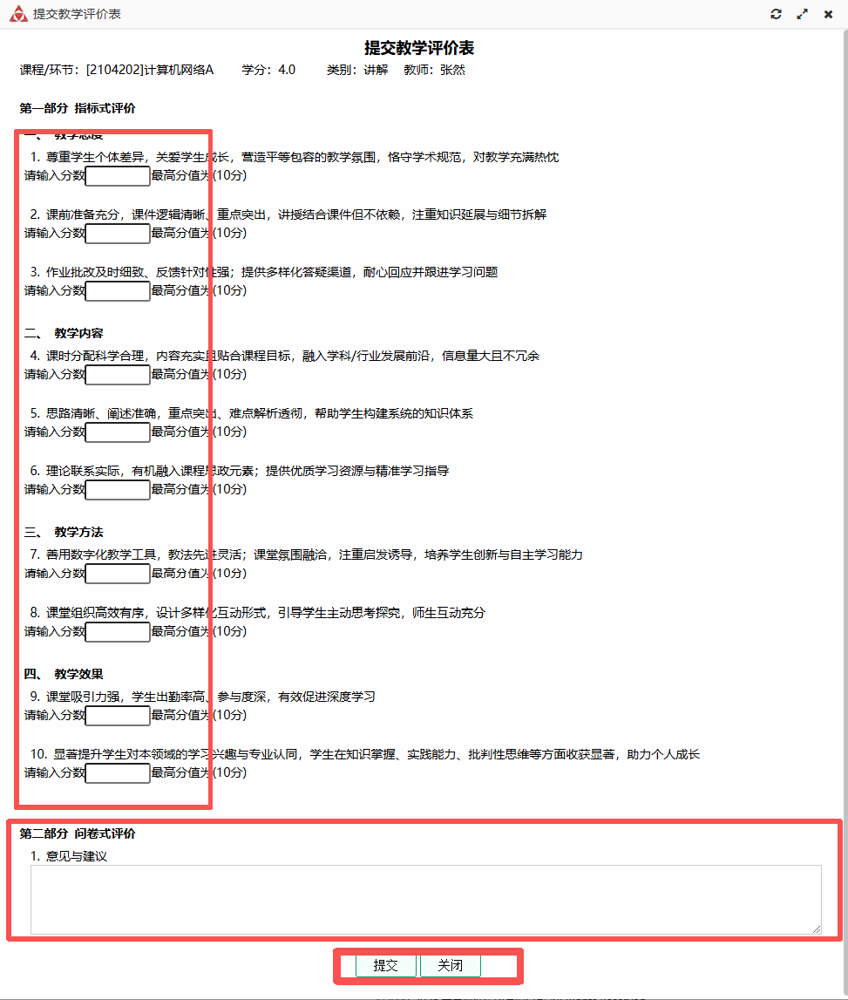 提交教学评价表
提交教学评价表
课程/环节：[2104202]计算机网络A 学分：4.0 类别：讲解 教师：张然
第一部分 指标式评价
一、 教学态度
1. 尊重学生个体差异，关爱学生成长，营造平等包容的教学氛围，恪守学术规范，对教学充满热忱
请输入分数 最高分值为(10分)
2. 课前准备充分，课件逻辑清晰、重点突出，讲授结合课件但不依赖，注重知识延展与细节拆解
请输入分数 最高分值为(10分)
3. 作业批改及时细致、反馈针对性强；提供多样化答疑渠道，耐心回应并跟进学习问题
请输入分数 最高分值为(10分)
二、 教学内容
4. 课时分配科学合理，内容充实且贴合课程目标，融入学科/行业发展前沿，信息量大且不冗余
请输入分数 最高分值为(10分)
5. 思路清晰、阐述准确，重点突出、难点解析透彻，帮助学生构建系统的知识体系
请输入分数 最高分值为(10分)
6. 理论联系实际，有机融入课程思政元素；提供优质学习资源与精准学习指导
请输入分数 最高分值为(10分)
三、 教学方法
7. 善用数字化教学工具，教法先进灵活；课堂氛围融洽，注重启发诱导，培养学生创新与自主学习能力
请输入分数 最高分值为(10分)
8. 课堂组织高效有序，设计多样化互动形式，引导学生主动思考探究，师生互动充分
请输入分数 最高分值为(10分)
四、 教学效果
9. 课堂吸引力强，学生出勤率高、参与度深，有效促进深度学习
请输入分数 最高分值为(10分)
10. 显著提升学生对本领域的学习兴趣与专业认同，学生在知识掌握、实践能力、批判性思维等方面收获显著，助力个人成长
请输入分数 最高分值为(10分)
第二部分 问卷式评价
1. 意见与建议
提交 关闭